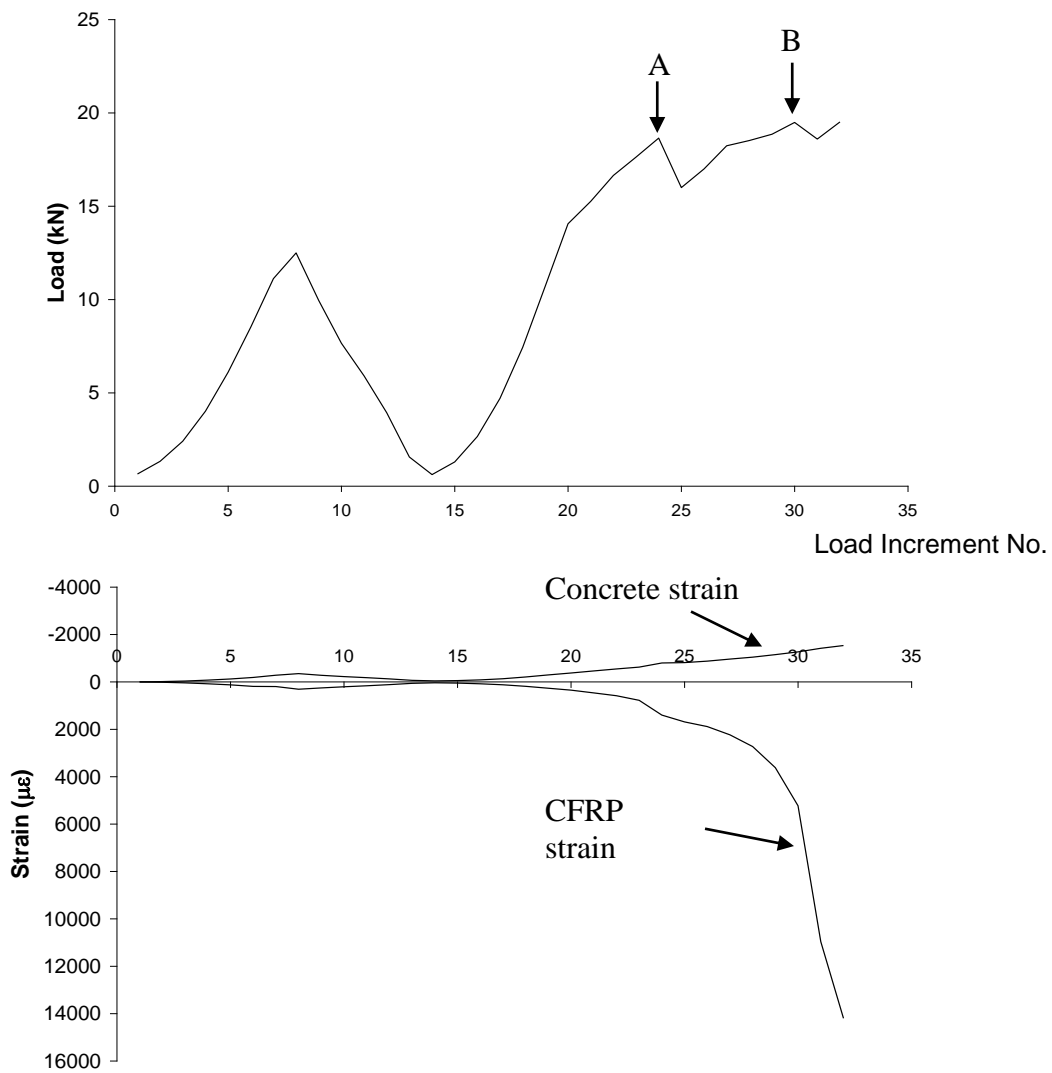 25
20
15
10
5
0
Load (kN)
A
B
0 5 10 15 20 25 30 35
Load Increment No.
-4000
-2000
0
2000
4000
6000
8000
10000
12000
14000
16000
Strain (με)
0 5 10 15 20 25 30 35
Concrete strain
CFRP
strain